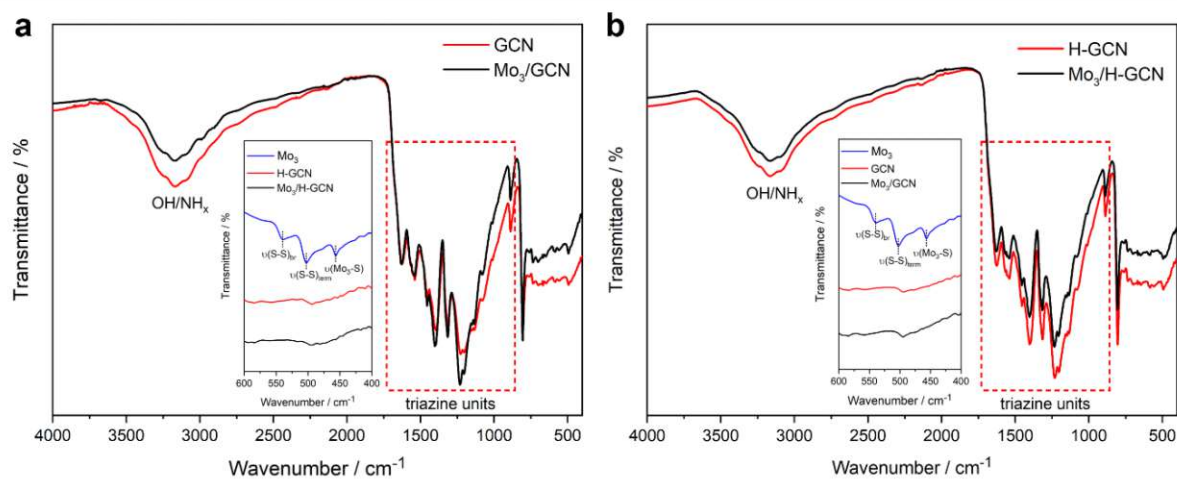 a
GCN
Mo₃/GCN
OH/NHₓ
Mo₃
H-GCN
Mo₃/H-GCN
υ(S-S)br
υ(S-S)term
υ(Mo₃-S)
Transmittance / %
600 550 500 450 400
Wavenumber / cm⁻¹
triazine units
Transmittance / %
4000 3500 3000 2500 2000 1500 1000 500
Wavenumber / cm⁻¹
b
H-GCN
Mo₃/H-GCN
OH/NHₓ
Mo₃
GCN
Mo₃/GCN
υ(S-S)br
υ(S-S)term
υ(Mo₃-S)
Transmittance / %
600 550 500 450 400
Wavenumber / cm⁻¹
triazine units
Transmittance / %
4000 3500 3000 2500 2000 1500 1000 500
Wavenumber / cm⁻¹